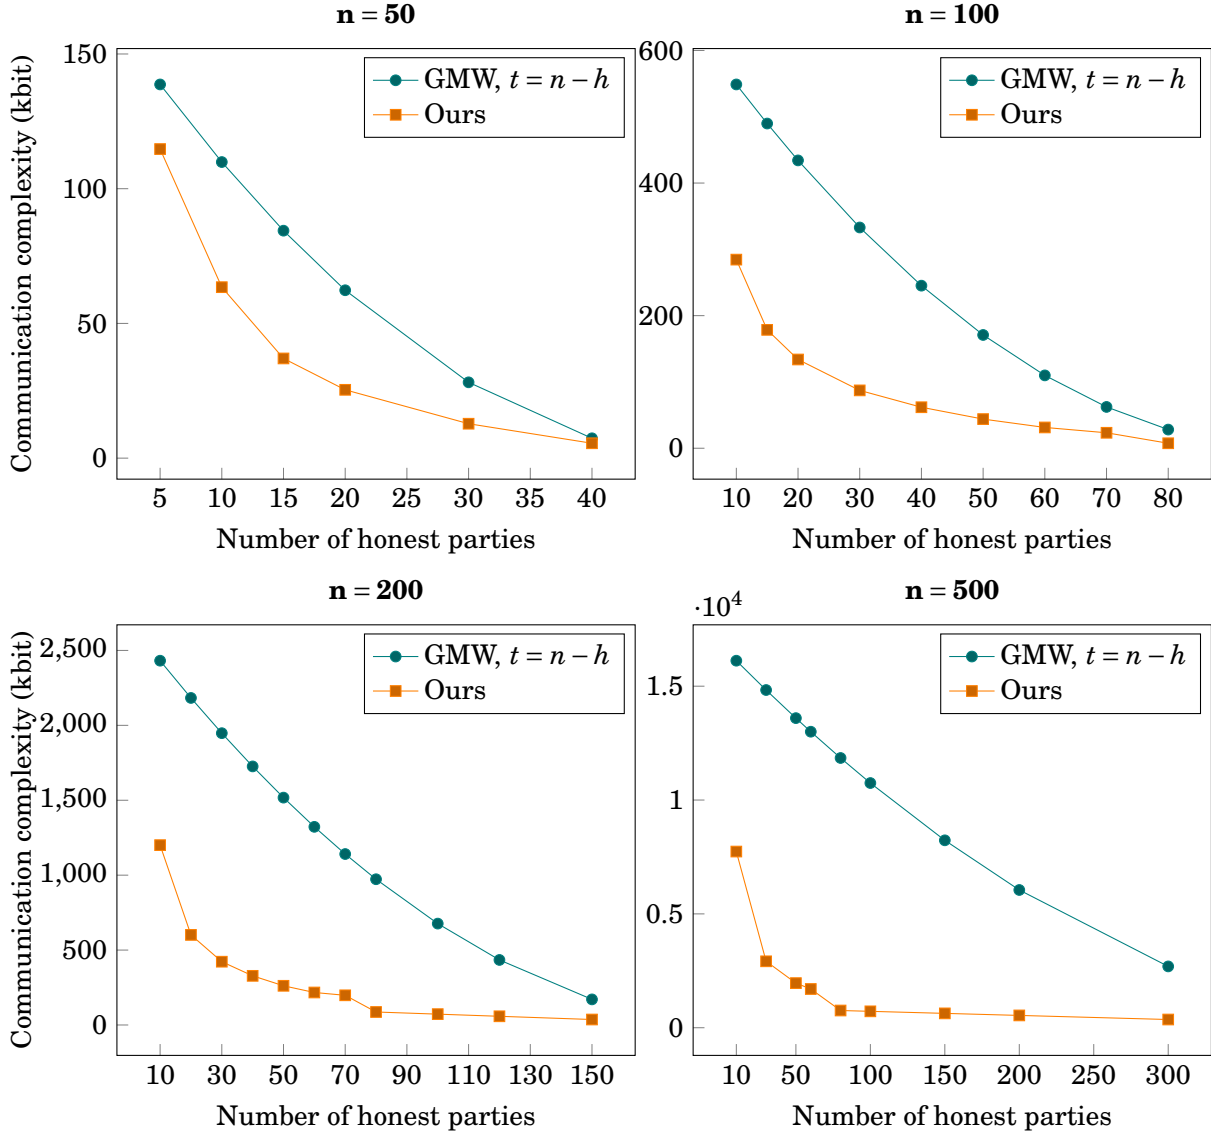 n = 50
Communication complexity (kbit)
150
100
50
0
GMW, t = n − h
Ours
5 10 15 20 25 30 35 40
Number of honest parties
n = 100
600
400
200
0
GMW, t = n − h
Ours
10 20 30 40 50 60 70 80
Number of honest parties
n = 200
Communication complexity (kbit)
2,500
2,000
1,500
1,000
500
0
GMW, t = n − h
Ours
10 30 50 70 90 110 130 150
Number of honest parties
n = 500
·10⁴
1.5
1
0.5
0
GMW, t = n − h
Ours
10 50 100 150 200 250 300
Number of honest parties